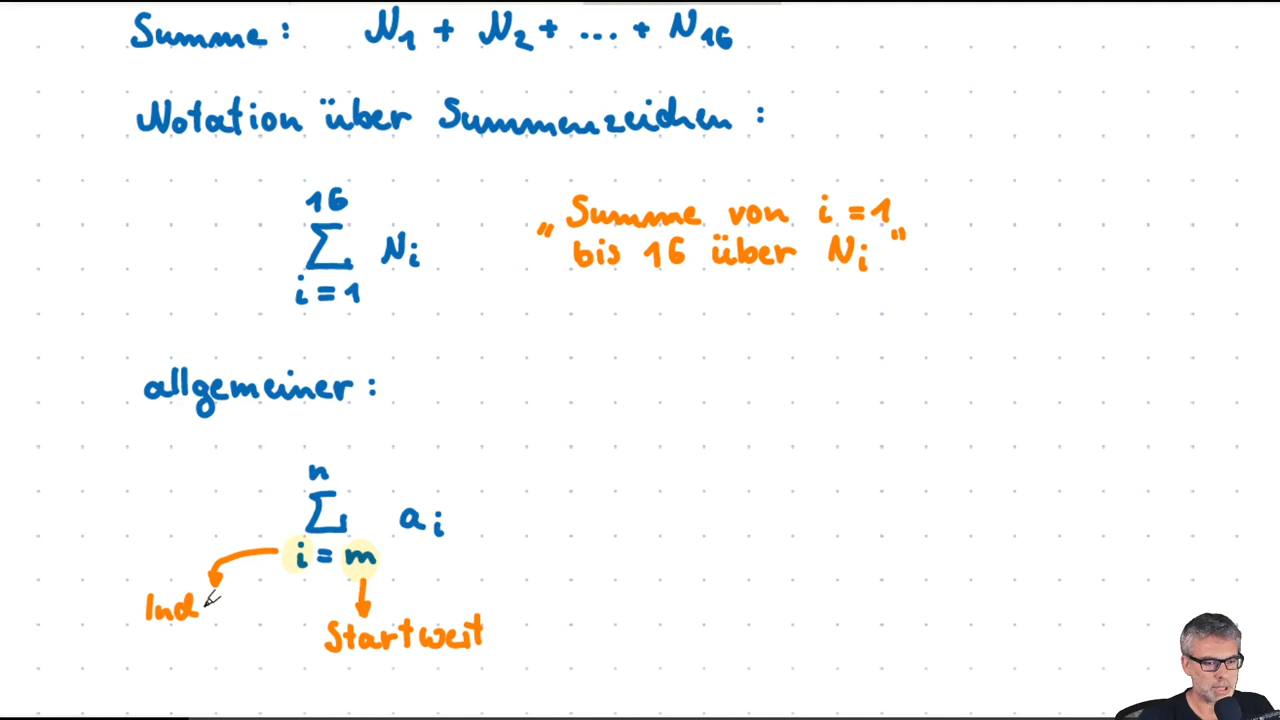 Summe: N₁ + N₂ + ... + N₁₆
Notation über Summenzeichen:
16
∑ Nᵢ
i = 1
"Summe von i = 1
bis 16 über Nᵢ"
allgemeiner:
n
∑ aᵢ
i = m
Ind
Startwert